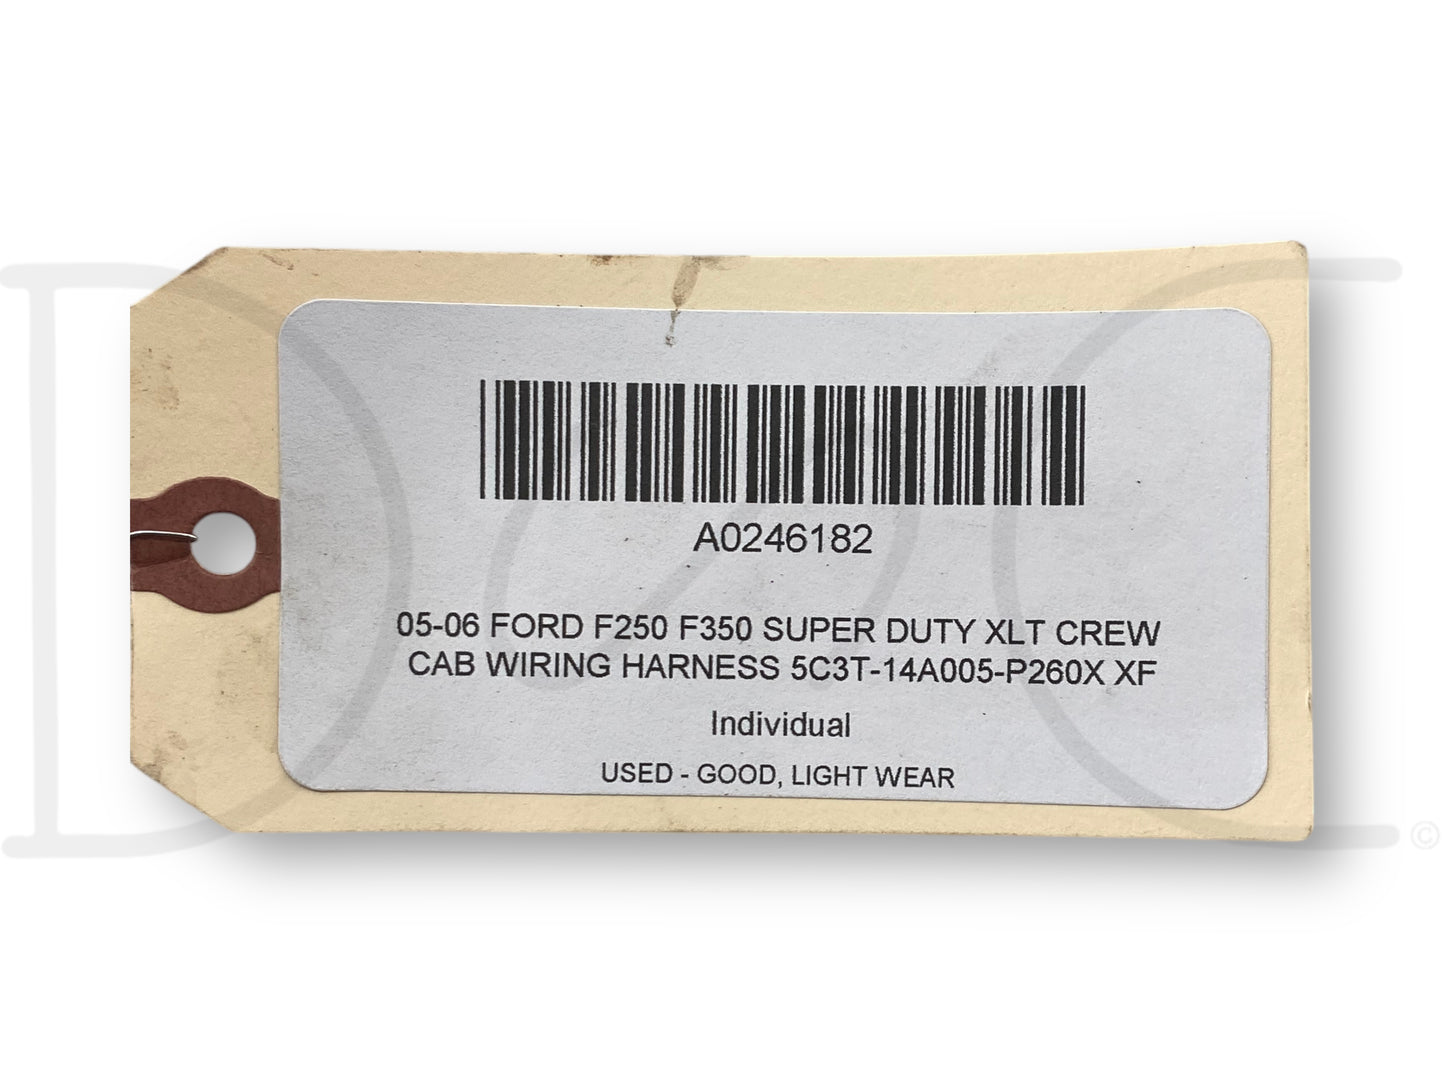 A0246182
05-06 FORD F250 F350 SUPER DUTY XLT CREW
CAB WIRING HARNESS 5C3T-14A005-P260X XF
Individual
USED - GOOD, LIGHT WEAR
©